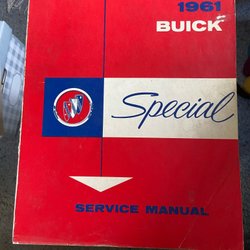 1961
BUICK
Special
SERVICE MANUAL